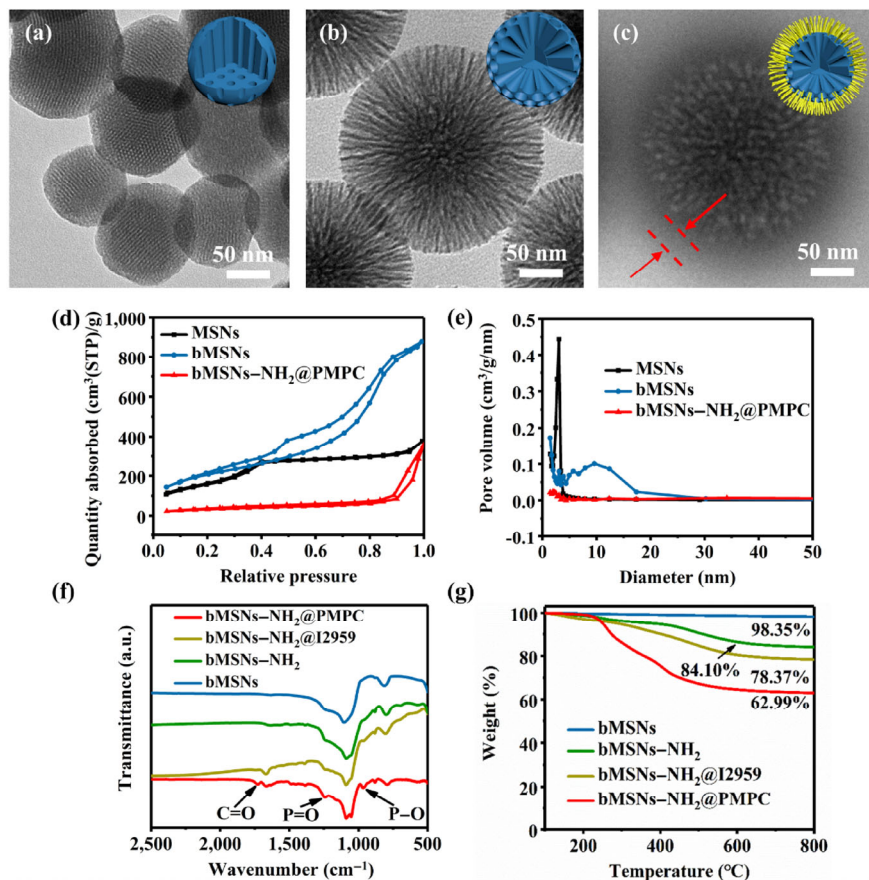 (a)
50 nm
(b)
50 nm
(c)
50 nm
(d)
Quantity absorbed (cm³(STP)/g)
1,000
800
600
400
200
0
0.0 0.2 0.4 0.6 0.8 1.0
Relative pressure
MSNs
bMSNs
bMSNs–NH₂@PMPC
(e)
Pore volume (cm³/g/nm)
0.5
0.4
0.3
0.2
0.1
0.0
-0.1
0 10 20 30 40 50
Diameter (nm)
MSNs
bMSNs
bMSNs–NH₂@PMPC
(f)
Transmittance (a.u.)
bMSNs–NH₂@PMPC
bMSNs–NH₂@I2959
bMSNs–NH₂
bMSNs
C=O
P=O
P–O
2,500 2,000 1,500 1,000 500
Wavenumber (cm⁻¹)
(g)
Weight (%)
100
80
60
40
20
0
98.35%
84.10%
78.37%
62.99%
bMSNs
bMSNs–NH₂
bMSNs–NH₂@I2959
bMSNs–NH₂@PMPC
200 400 600 800
Temperature (°C)